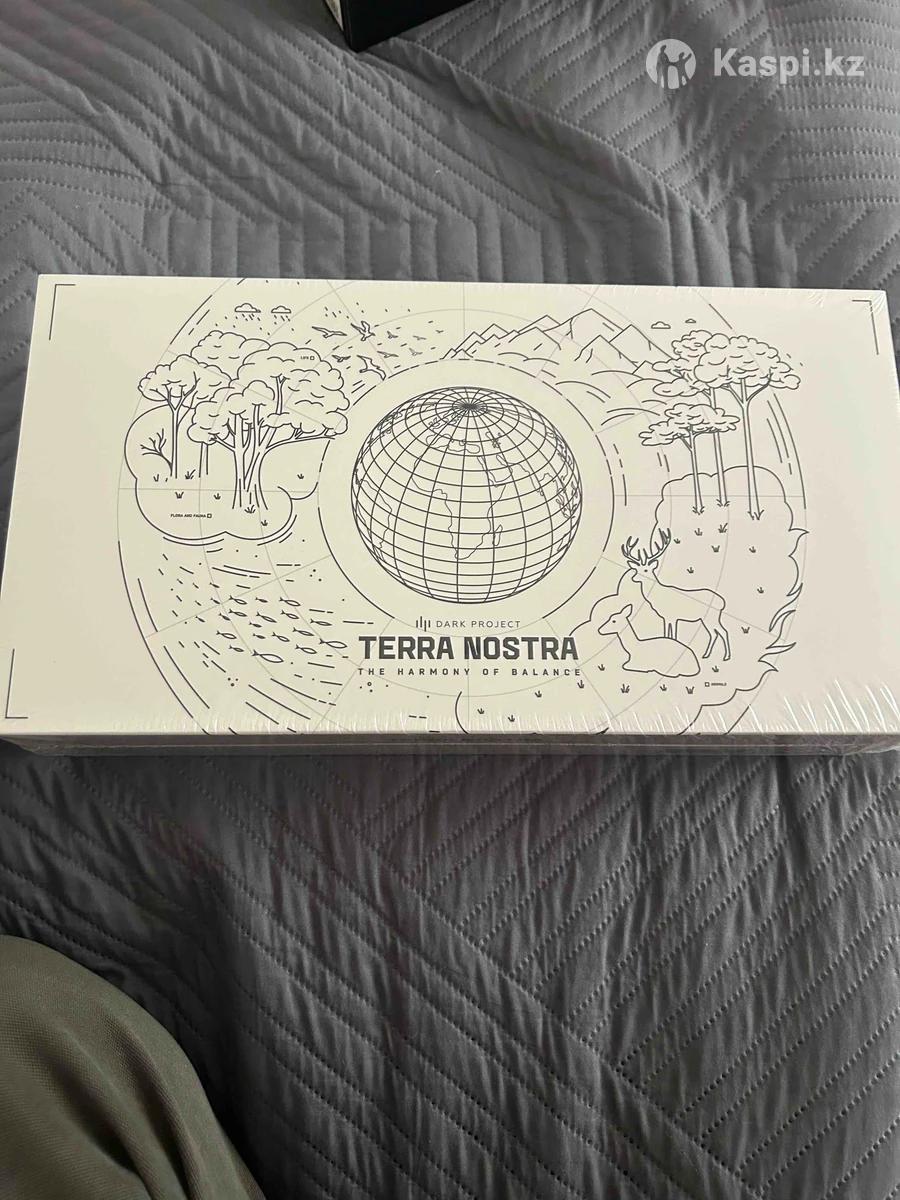 Kaspi.kz
LIFE
FLORA AND FAUNA
DARK PROJECT
TERRA NOSTRA
THE HARMONY OF BALANCE